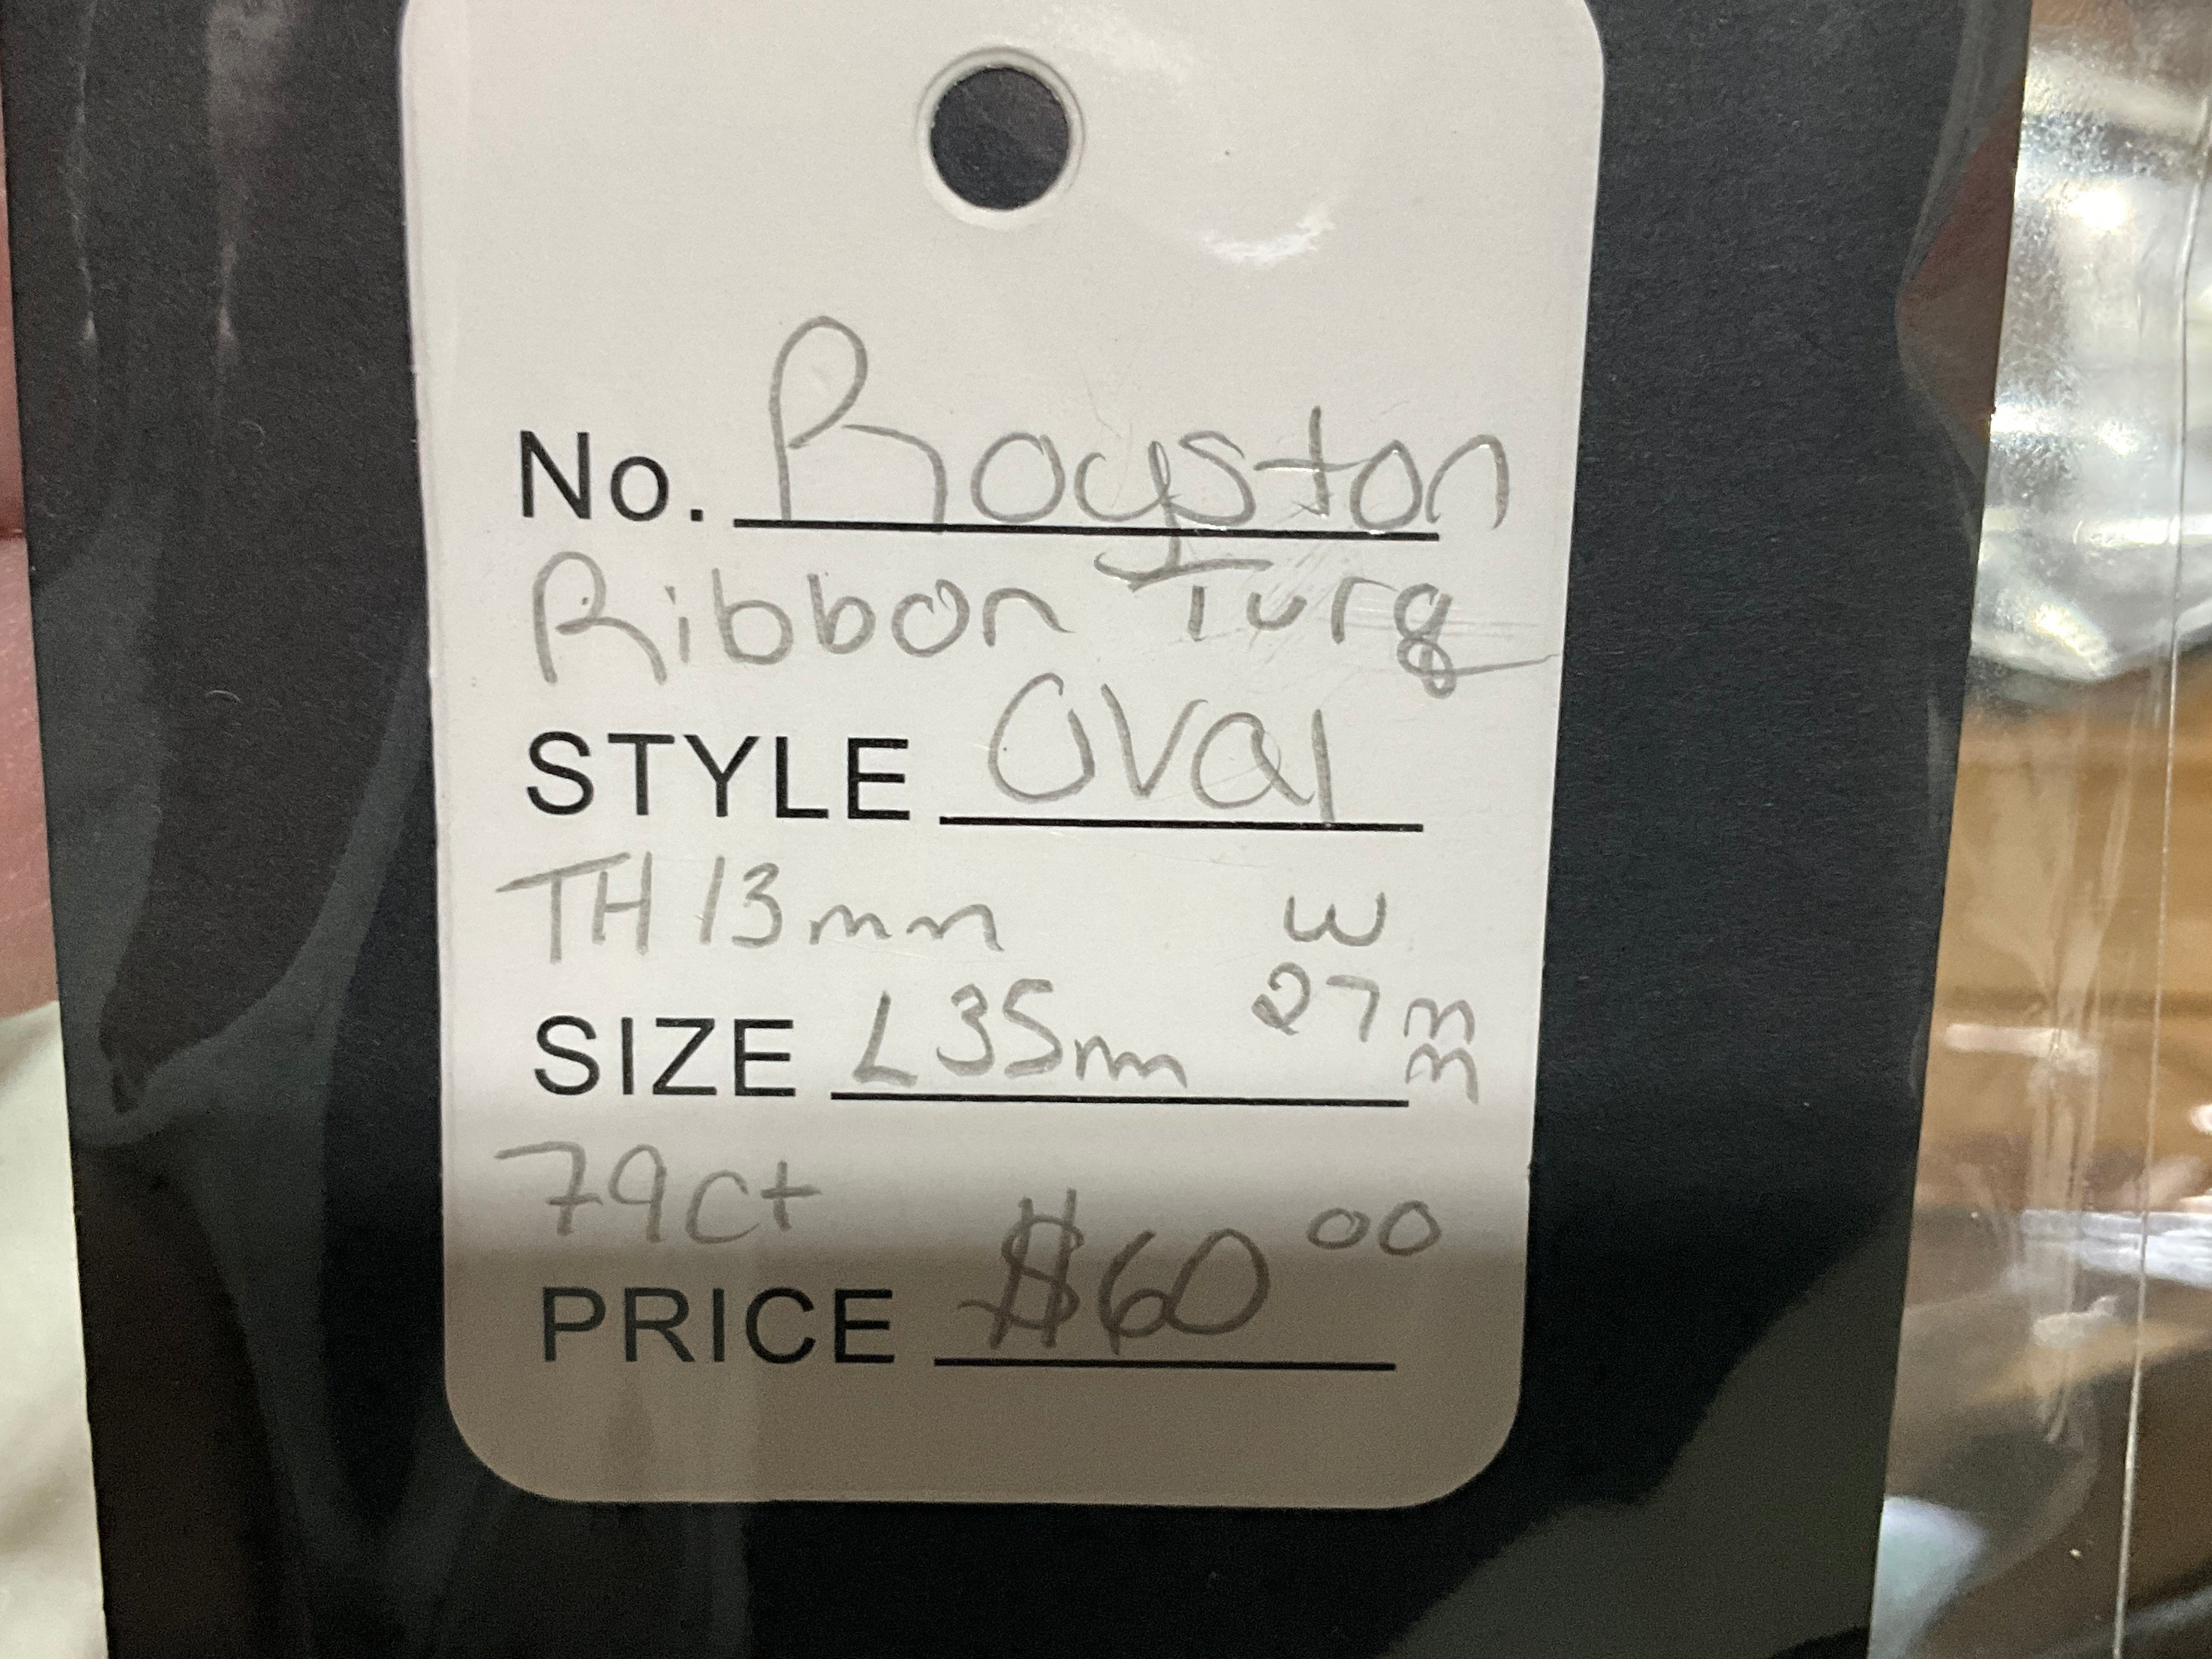 No. Royston
Ribbon Turq
STYLE Oval
TH 13mm W
27mm
SIZE L35mm
79ct
PRICE $60.00